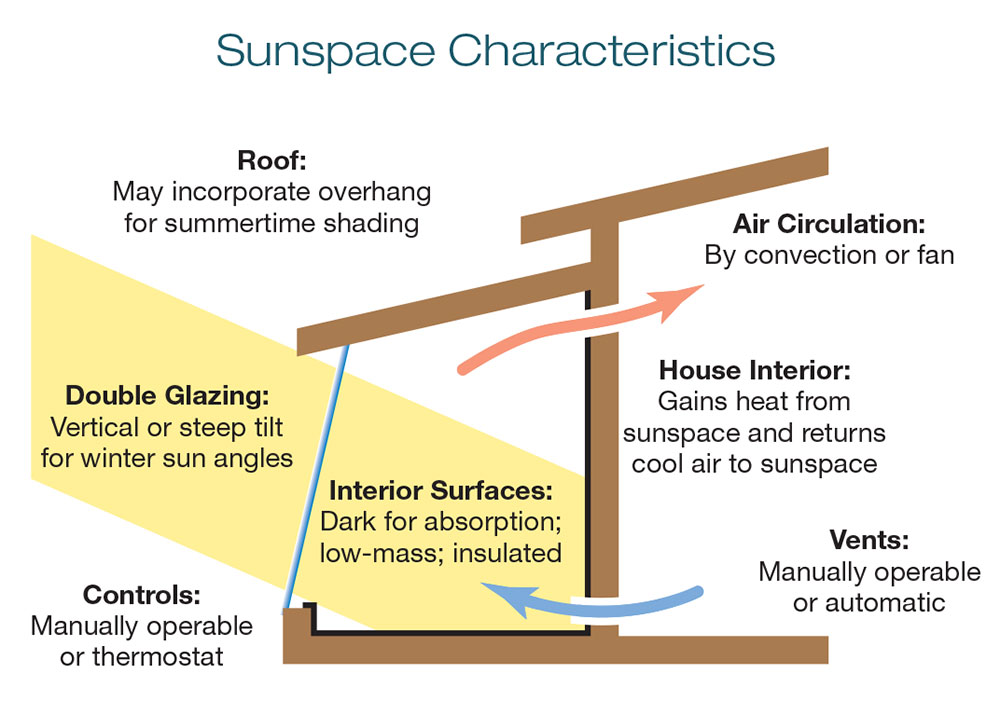 Sunspace Characteristics
Roof:
May incorporate overhang
for summertime shading
Air Circulation:
By convection or fan
Double Glazing:
Vertical or steep tilt
for winter sun angles
House Interior:
Gains heat from
sunspace and returns
cool air to sunspace
Interior Surfaces:
Dark for absorption;
low-mass; insulated
Vents:
Manually operable
or automatic
Controls:
Manually operable
or thermostat